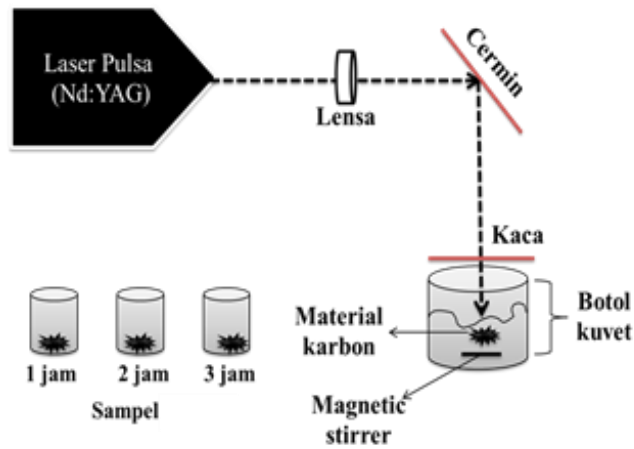 Laser Pulsa
(Nd:YAG)
Lensa
Cermin
Kaca
Botol
kuvet
Material
karbon
Magnetic
stirrer
1 jam
2 jam
3 jam
Sampel